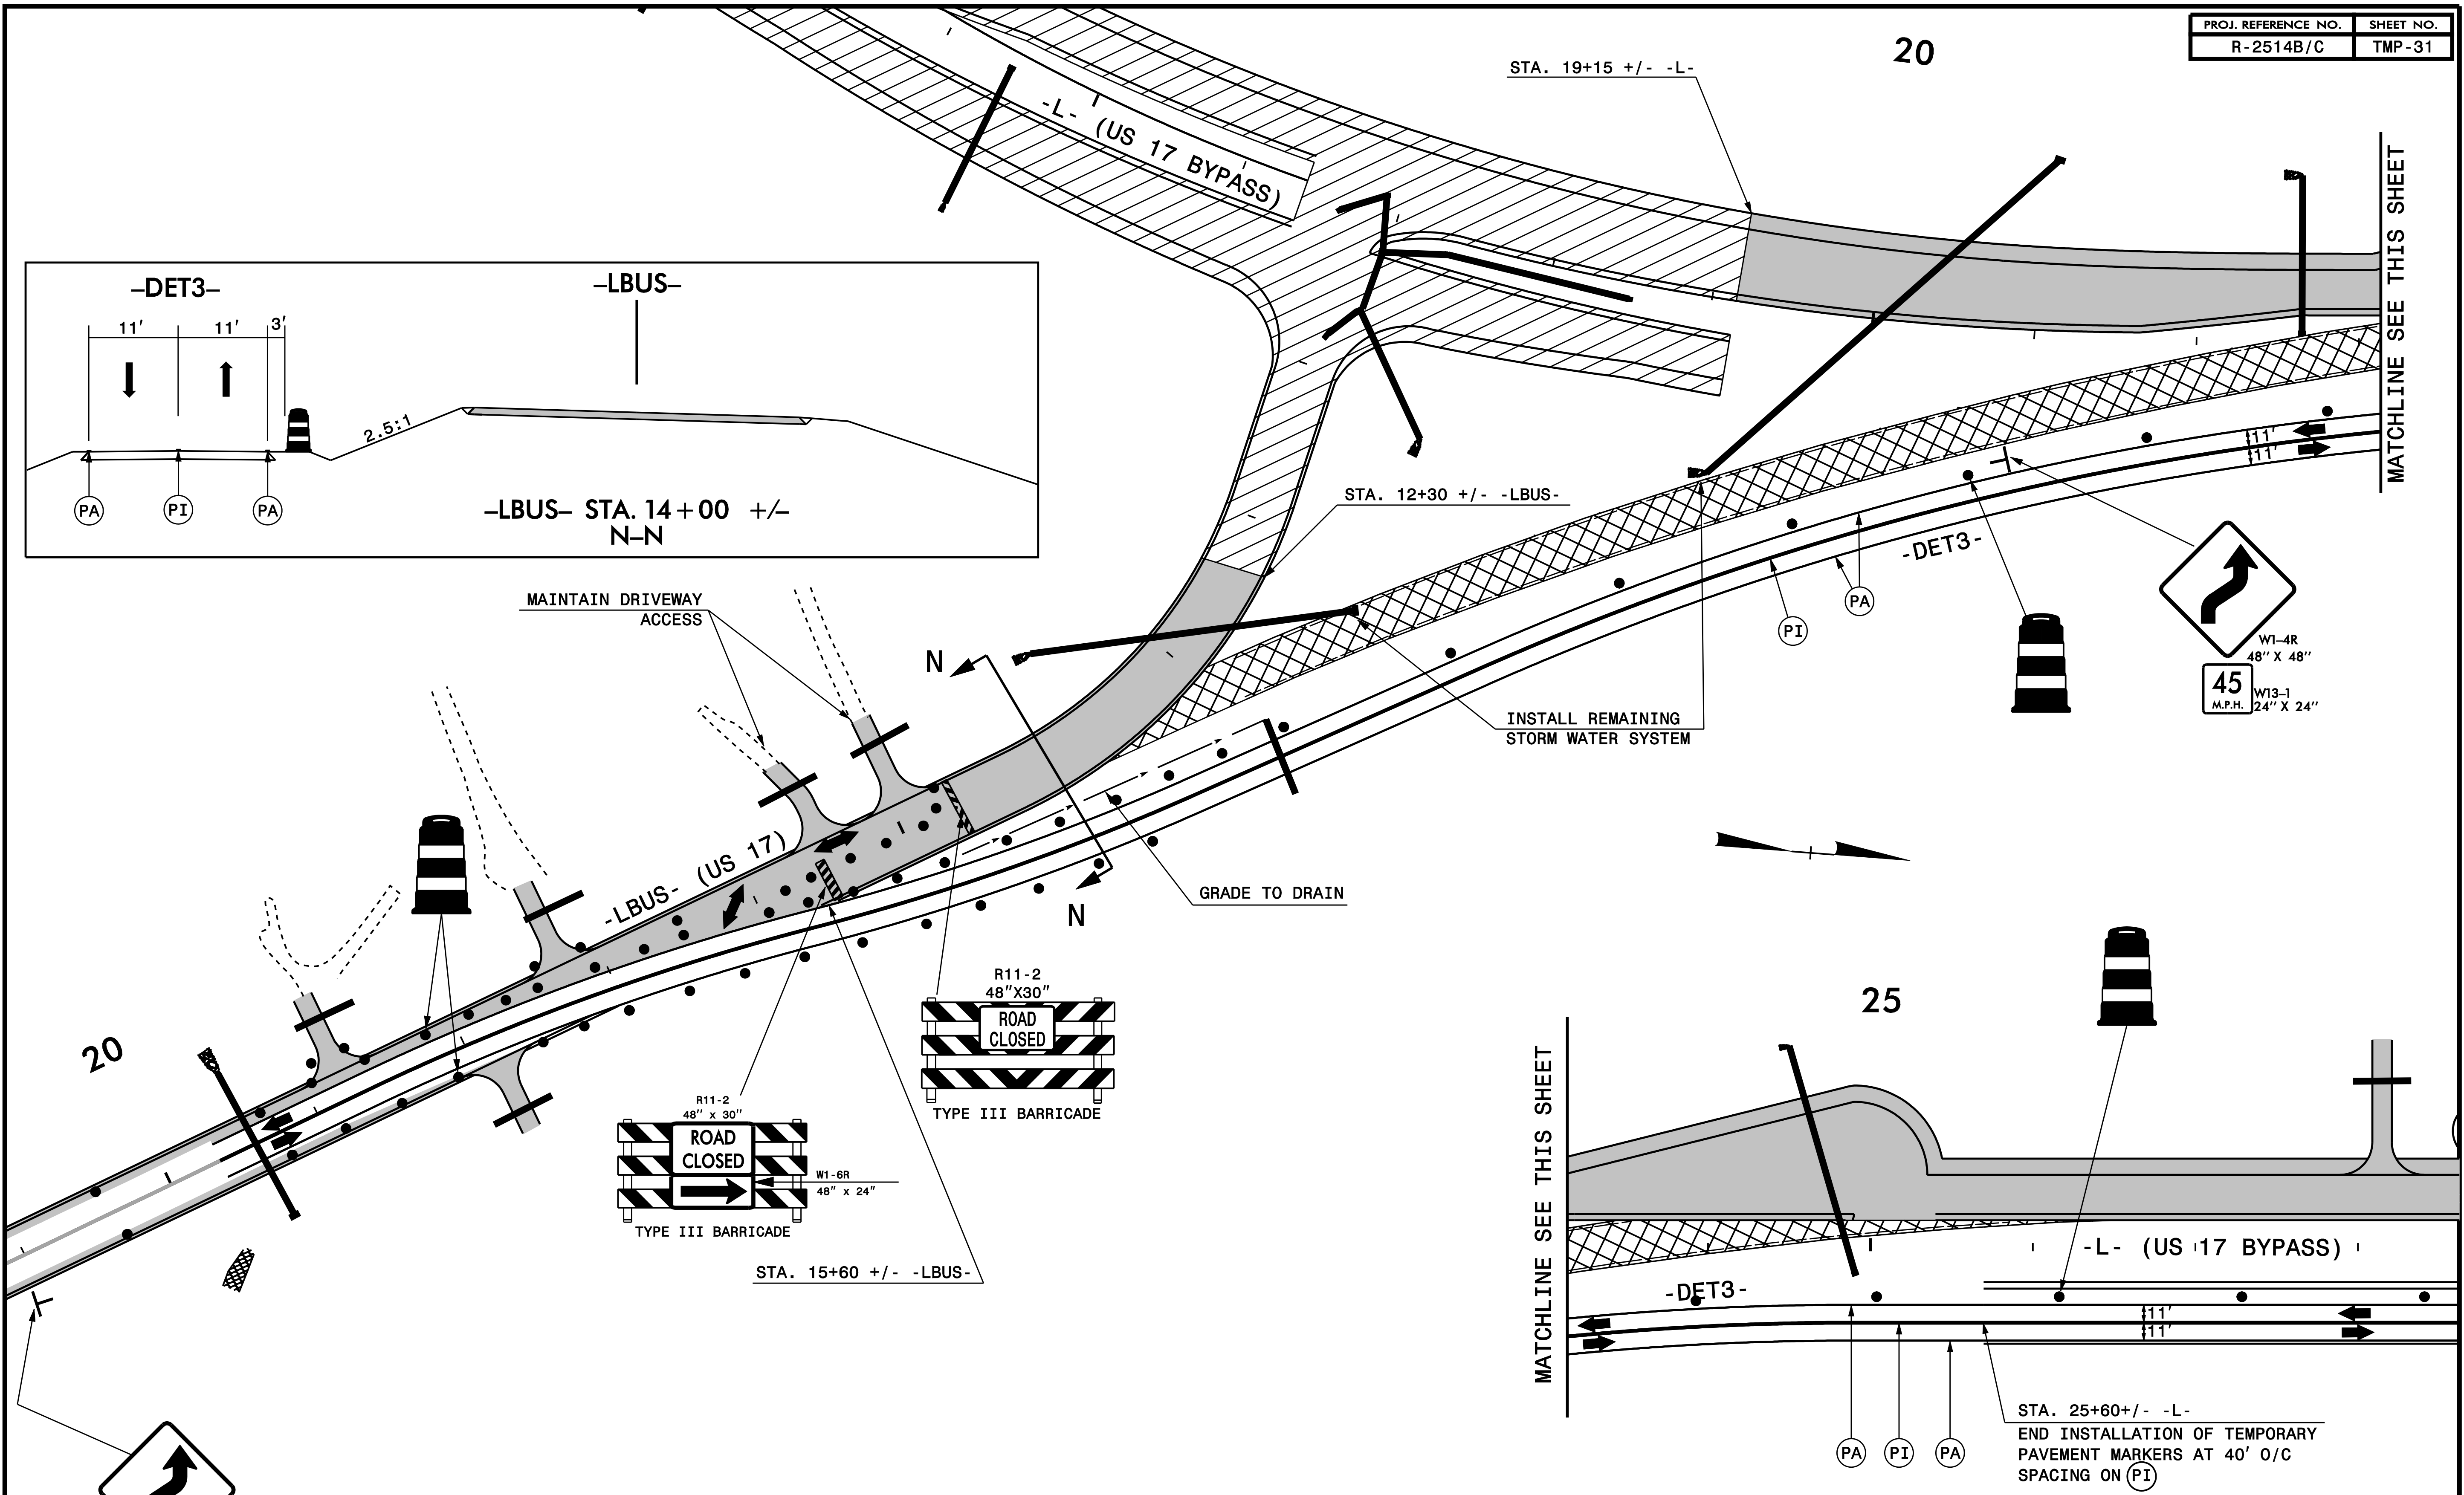 PROJ. REFERENCE NO. SHEET NO.
R-2514B/C TMP-31
20
STA. 19+15 +/- -L-
-L- (US 17 BYPASS)
MATCHLINE SEE THIS SHEET
-DET3-
-LBUS-
11' 11' 3'
2.5:1
PA PI PA
-LBUS- STA. 14+00 +/-
N-N
STA. 12+30 +/- -LBUS-
11'
11'
-DET3-
PA
PI
W1-4R
48" X 48"
45
M.P.H.
W13-1
24" X 24"
MAINTAIN DRIVEWAY
ACCESS
N
INSTALL REMAINING
STORM WATER SYSTEM
-LBUS- (US 17)
GRADE TO DRAIN
N
20
R11-2
48"X30"
ROAD
CLOSED
TYPE III BARRICADE
R11-2
48" x 30"
ROAD
CLOSED
W1-6R
48" x 24"
TYPE III BARRICADE
STA. 15+60 +/- -LBUS-
25
MATCHLINE SEE THIS SHEET
-L- (US 17 BYPASS)
-DET3-
11'
11'
PA PI PA
STA. 25+60+/- -L-
END INSTALLATION OF TEMPORARY
PAVEMENT MARKERS AT 40' O/C
SPACING ON PI